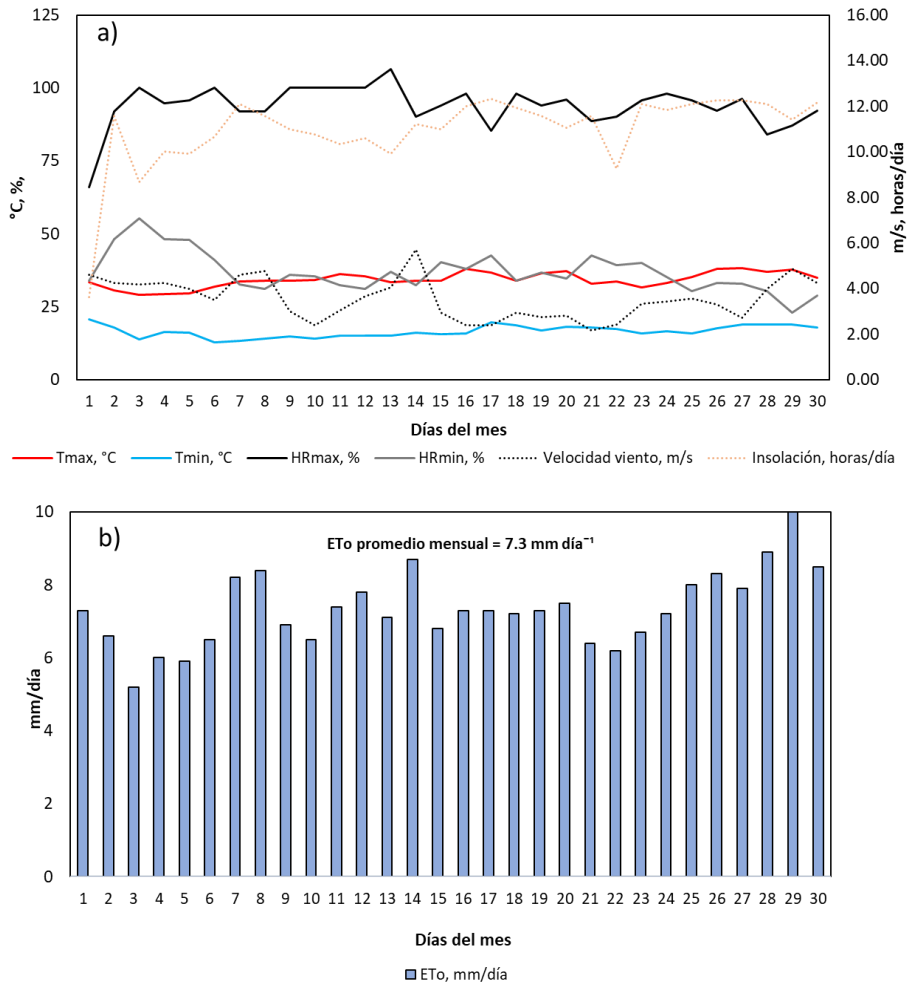 a)
125
100
75
50
25
0
°C, %,
16.00
14.00
12.00
10.00
8.00
6.00
4.00
2.00
0.00
m/s, horas/día
1 2 3 4 5 6 7 8 9 10 11 12 13 14 15 16 17 18 19 20 21 22 23 24 25 26 27 28 29 30
Días del mes
Tmax, °C Tmin, °C HRmax, % HRmin, % Velocidad viento, m/s Insolación, horas/día
b)
ETo promedio mensual = 7.3 mm día⁻¹
10
8
6
4
2
0
mm/día
1 2 3 4 5 6 7 8 9 10 11 12 13 14 15 16 17 18 19 20 21 22 23 24 25 26 27 28 29 30
Días del mes
ETo, mm/día